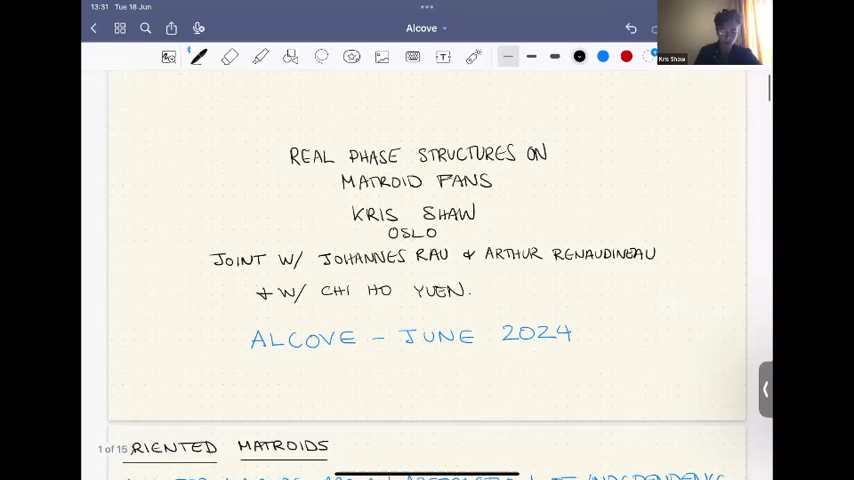 13:31 Tue 18 Jun
Alcove
Kris Shaw
REAL PHASE STRUCTURES ON
MATROID FANS
KRIS SHAW
OSLO
JOINT W/ JOHANNES RAU & ARTHUR RENAUDINEAU
+ W/ CHI HO YUEN.
ALCOVE - JUNE 2024
1 of 15
RIENTED MATROIDS
INDEPENDENCE